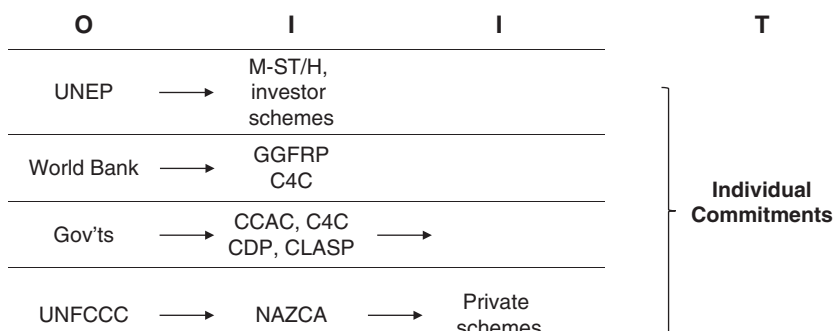 O I I T
M-ST/H,
UNEP investor
schemes
World Bank GGFRP
C4C
Individual
Commitments
Gov'ts CCAC, C4C
CDP, CLASP
UNFCCC NAZCA Private
schemes